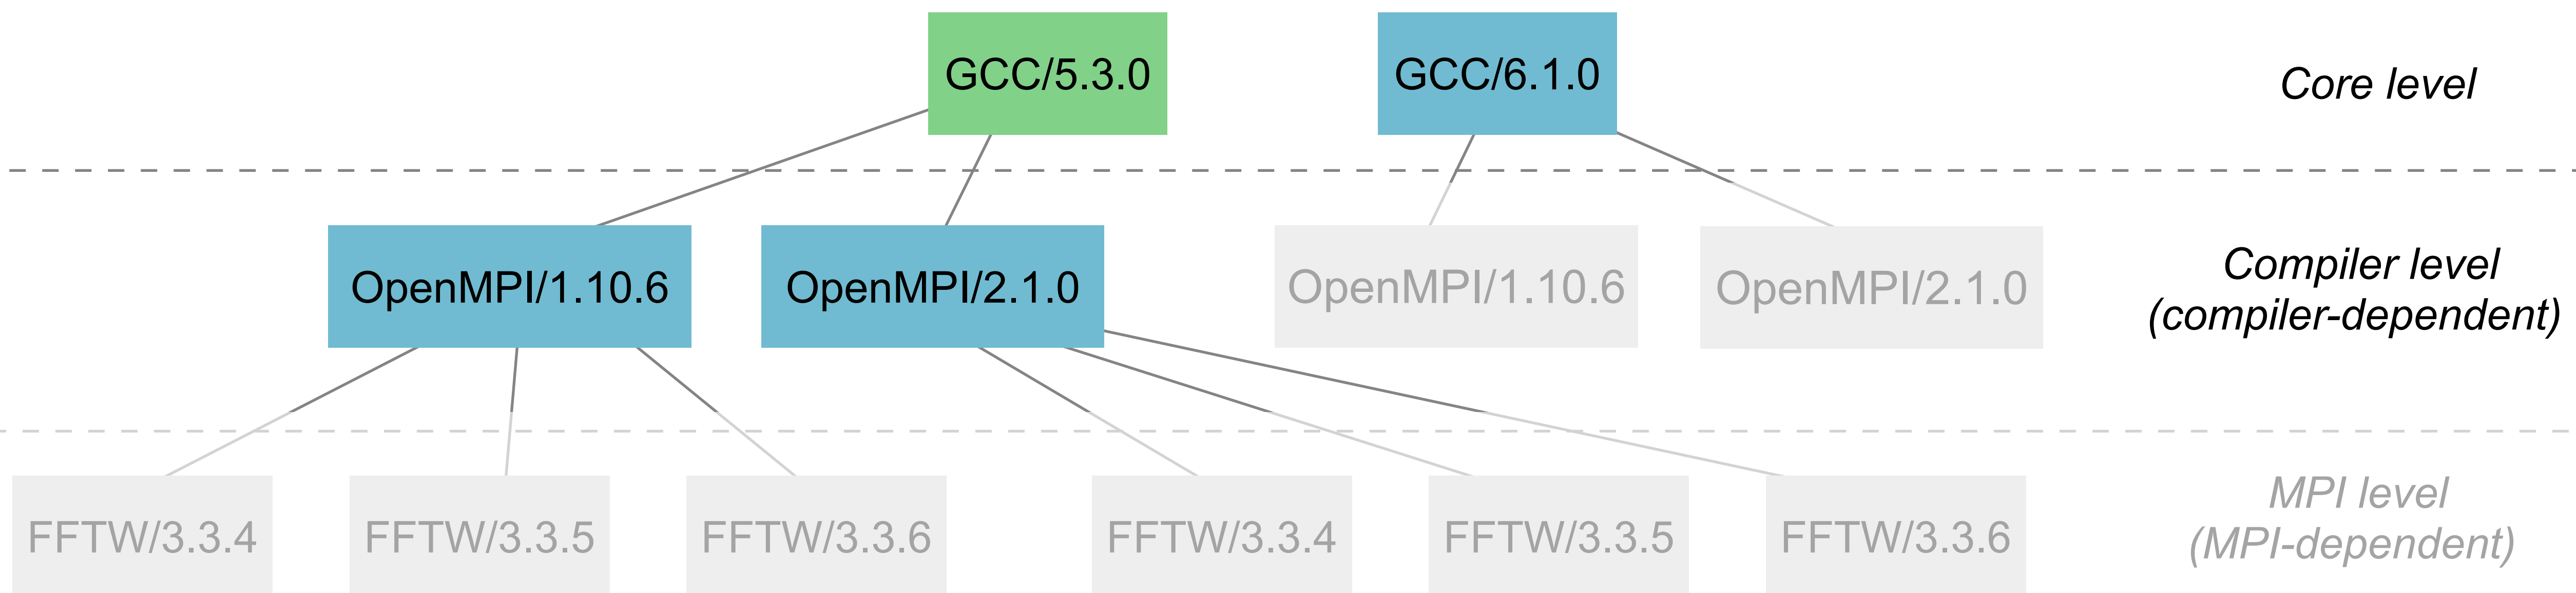 GCC/5.3.0
GCC/6.1.0
Core level
OpenMPI/1.10.6
OpenMPI/2.1.0
OpenMPI/1.10.6
OpenMPI/2.1.0
Compiler level
(compiler-dependent)
FFTW/3.3.4
FFTW/3.3.5
FFTW/3.3.6
FFTW/3.3.4
FFTW/3.3.5
FFTW/3.3.6
MPI level
(MPI-dependent)